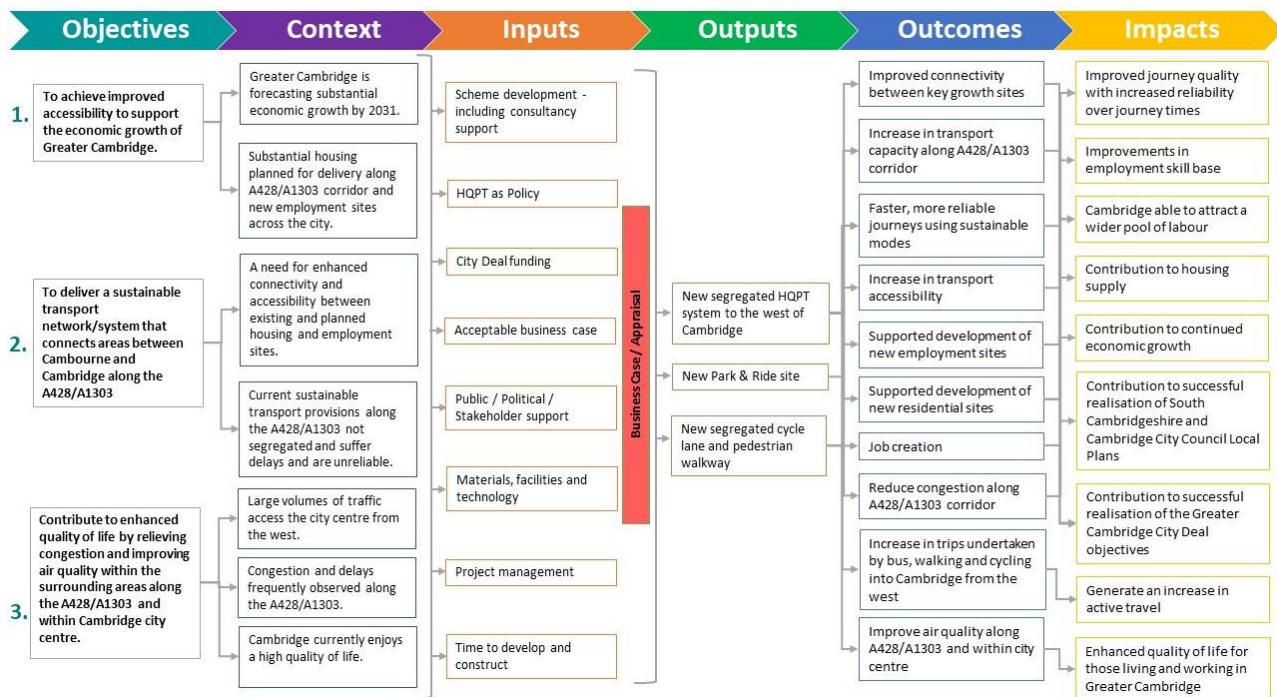 Objectives
Context
Inputs
Outputs
Outcomes
Impacts
1.
To achieve improved
accessibility to support
the economic growth of
Greater Cambridge.
2.
To deliver a sustainable
transport
network/system that
connects areas between
Cambourne and
Cambridge along the
A428/A1303
3.
Contribute to enhanced
quality of life by relieving
congestion and improving
air quality within the
surrounding areas along
the A428/A1303 and
within Cambridge city
centre.
Greater Cambridge is
forecasting substantial
economic growth by 2031.
Substantial housing
planned for delivery along
A428/A1303 corridor and
new employment sites
across the city.
A need for enhanced
connectivity and
accessibility between
existing and planned
housing and employment
sites.
Current sustainable
transport provisions along
the A428/A1303 not
segregated and suffer
delays and are unreliable.
Large volumes of traffic
access the city centre from
the west.
Congestion and delays
frequently observed along
the A428/A1303.
Cambridge currently enjoys
a high quality of life.
Scheme development -
including consultancy
support
HQPT as Policy
City Deal funding
Acceptable business case
Public / Political /
Stakeholder support
Materials, facilities and
technology
Project management
Time to develop and
construct
Business Case / Appraisal
New segregated HQPT
system to the west of
Cambridge
New Park & Ride site
New segregated cycle
lane and pedestrian
walkway
Improved connectivity
between key growth sites
Increase in transport
capacity along A428/A1303
corridor
Faster, more reliable
journeys using sustainable
modes
Increase in transport
accessibility
Supported development of
new employment sites
Supported development of
new residential sites
Job creation
Reduce congestion along
A428/A1303 corridor
Increase in trips undertaken
by bus, walking and cycling
into Cambridge from the
west
Improve air quality along
A428/A1303 and within city
centre
Improved journey quality
with increased reliability
over journey times
Improvements in
employment skill base
Cambridge able to attract a
wider pool of labour
Contribution to housing
supply
Contribution to continued
economic growth
Contribution to successful
realisation of South
Cambridgeshire and
Cambridge City Council Local
Plans
Contribution to successful
realisation of the Greater
Cambridge City Deal
objectives
Generate an increase in
active travel
Enhanced quality of life for
those living and working in
Greater Cambridge